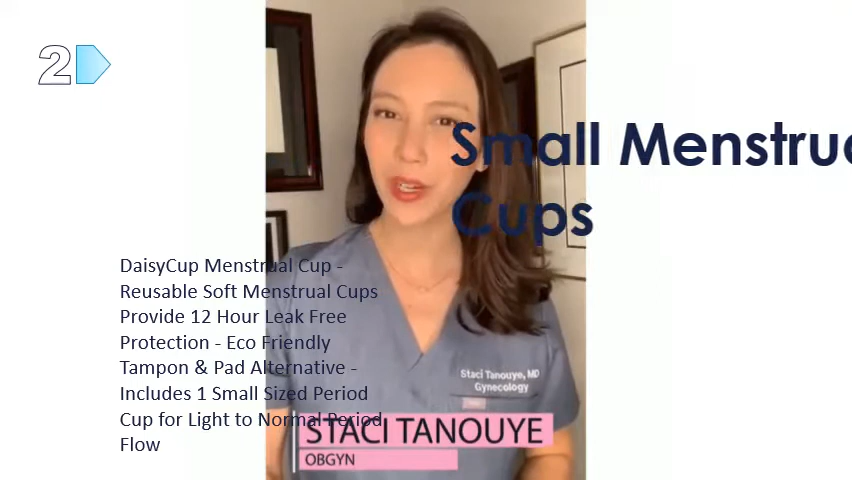 2
Small Menstrua
Cups
DaisyCup Menstrual Cup -
Reusable Soft Menstrual Cups
Provide 12 Hour Leak Free
Protection - Eco Friendly
Tampon & Pad Alternative -
Includes 1 Small Sized Period
Cup for Light to Normal Period
Flow
Staci Tanouye, MD
Gynecology
STACI TANOUYE
OBGYN